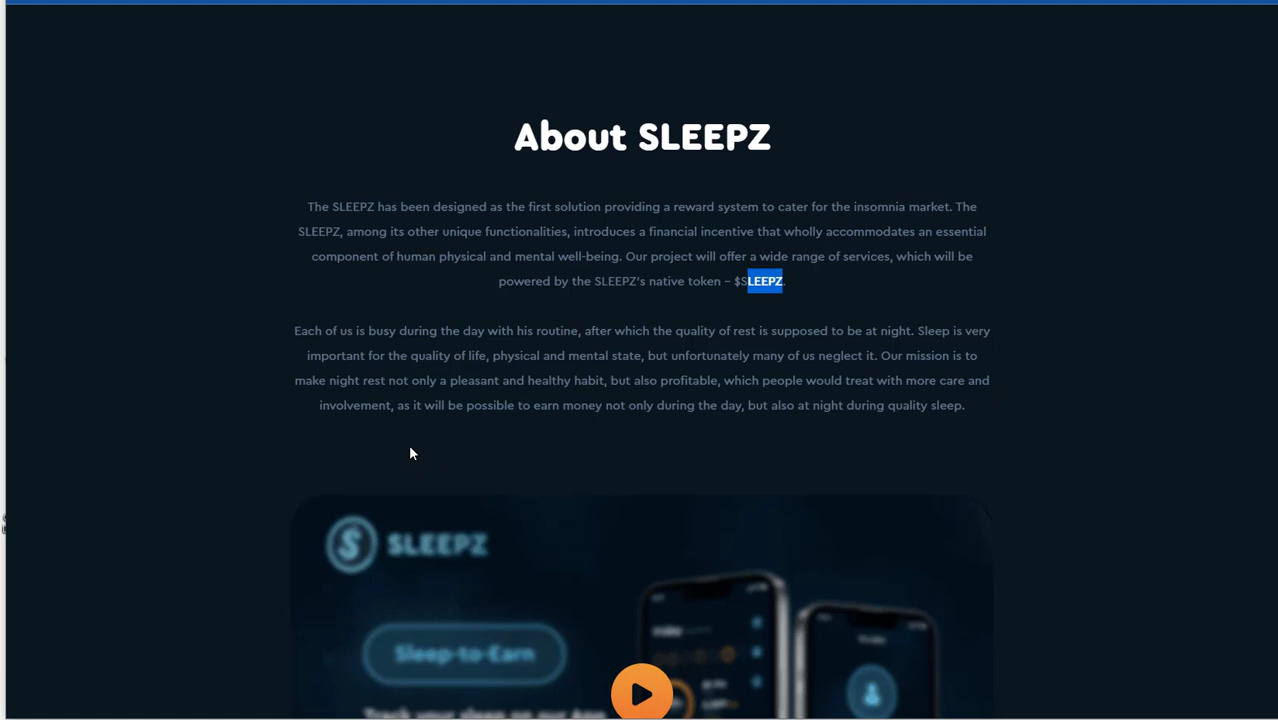 About SLEEPZ
The SLEEPZ has been designed as the first solution providing a reward system to cater for the insomnia market. The
SLEEPZ, among its other unique functionalities, introduces a financial incentive that wholly accommodates an essential
component of human physical and mental well-being. Our project will offer a wide range of services, which will be
powered by the SLEEPZ's native token – $SLEEPZ.
Each of us is busy during the day with his routine, after which the quality of rest is supposed to be at night. Sleep is very
important for the quality of life, physical and mental state, but unfortunately many of us neglect it. Our mission is to
make night rest not only a pleasant and healthy habit, but also profitable, which people would treat with more care and
involvement, as it will be possible to earn money not only during the day, but also at night during quality sleep.
SLEEPZ
Sleep-to-Earn
Track your sleep on our App